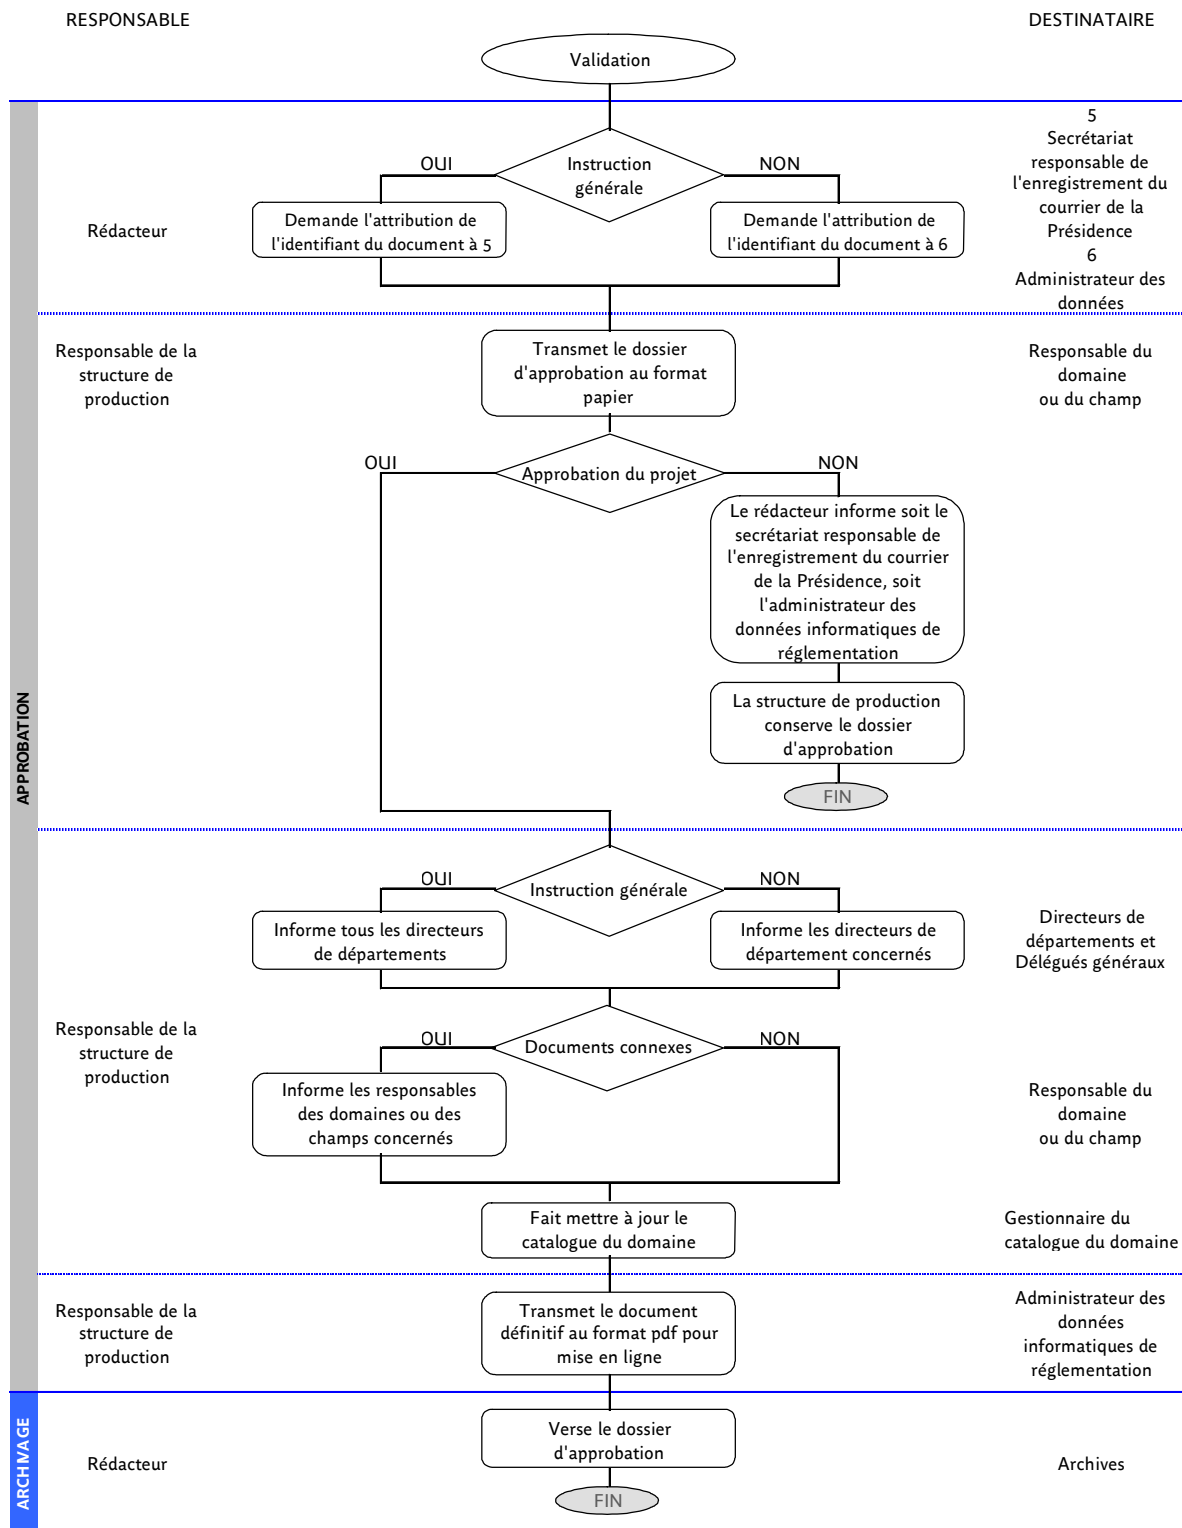 RESPONSABLE
DESTINATAIRE
Validation
APPROBATION
5
Secrétariat
responsable de
l'enregistrement du
courrier de la
Présidence
6
Administrateur des
données
OUI
Instruction
générale
NON
Rédacteur
Demande l'attribution de
l'identifiant du document à 5
Demande l'attribution de
l'identifiant du document à 6
Responsable de la
structure de
production
Transmet le dossier
d'approbation au format
papier
Responsable du
domaine
ou du champ
OUI
Approbation du projet
NON
Le rédacteur informe soit le
secrétariat responsable de
l'enregistrement du courrier
de la Présidence, soit
l'administrateur des
données informatiques de
réglementation
La structure de production
conserve le dossier
d'approbation
FIN
OUI
Instruction générale
NON
Informe tous les directeurs
de départements
Informe les directeurs de
département concernés
Directeurs de
départements et
Délégués généraux
Responsable de la
structure de
production
OUI
Documents connexes
NON
Informe les responsables
des domaines ou des
champs concernés
Responsable du
domaine
ou du champ
Fait mettre à jour le
catalogue du domaine
Gestionnaire du
catalogue du domaine
Responsable de la
structure de
production
Transmet le document
définitif au format pdf pour
mise en ligne
Administrateur des
données
informatiques de
réglementation
ARCHIVAGE
Rédacteur
Verse le dossier
d'approbation
Archives
FIN